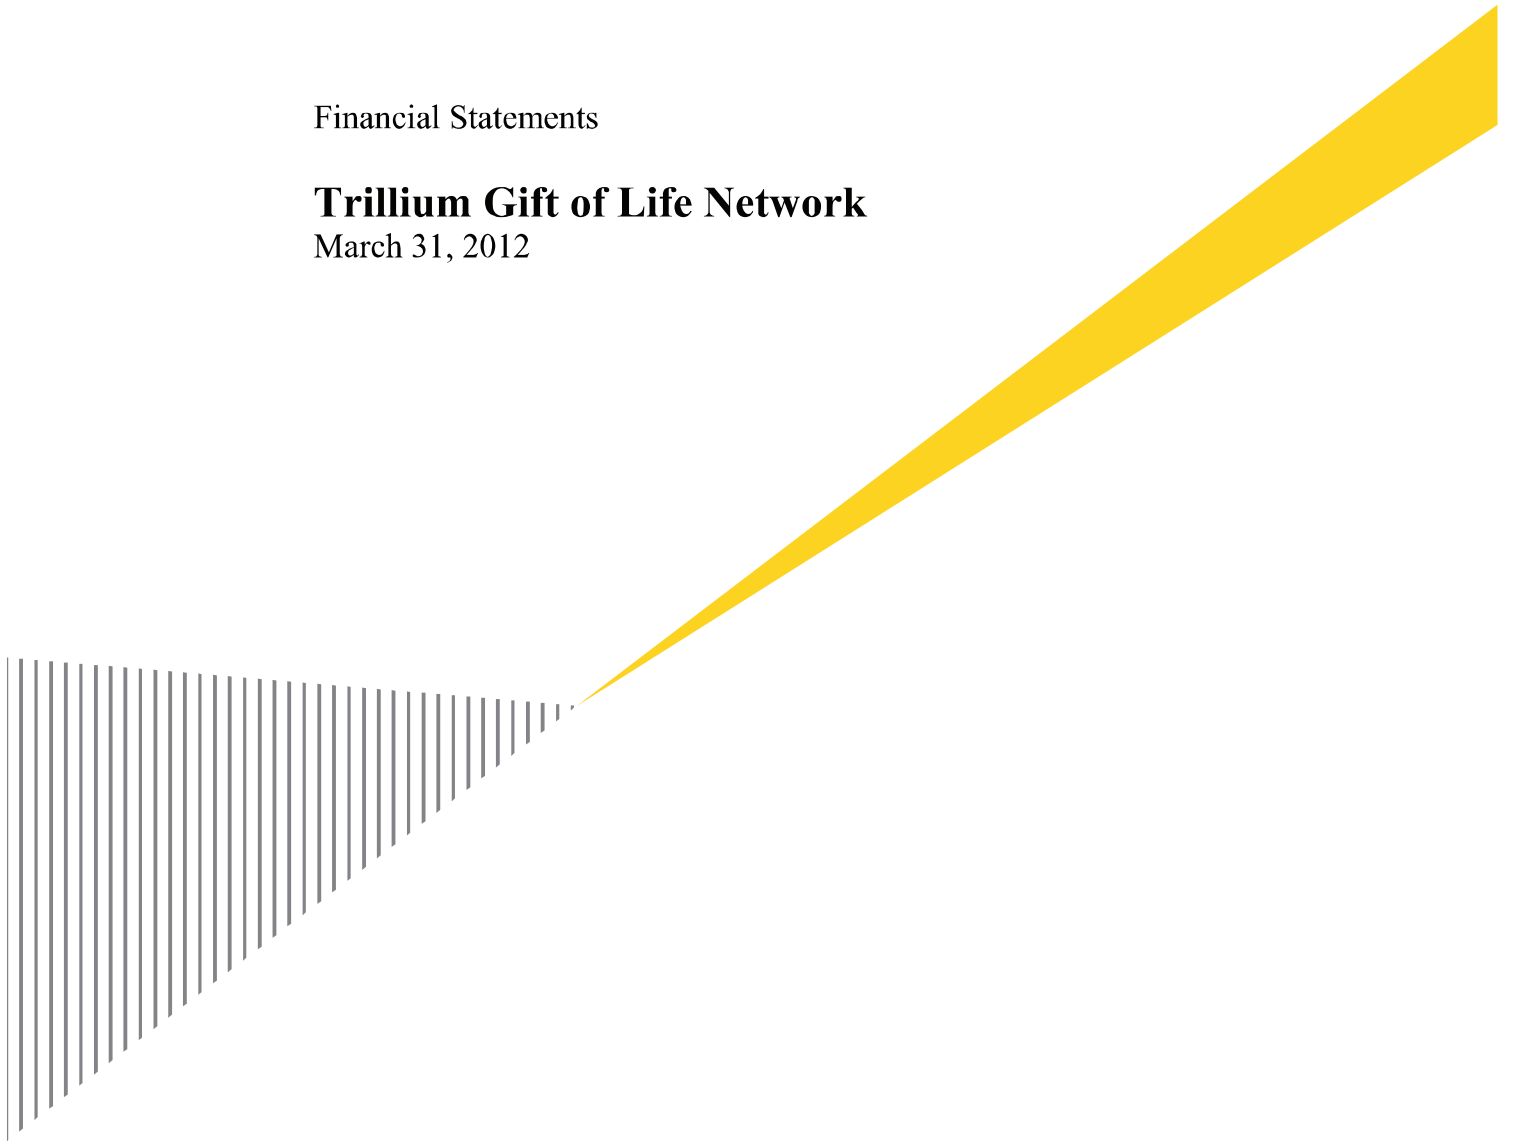 Financial Statements
Trillium Gift of Life Network
March 31, 2012